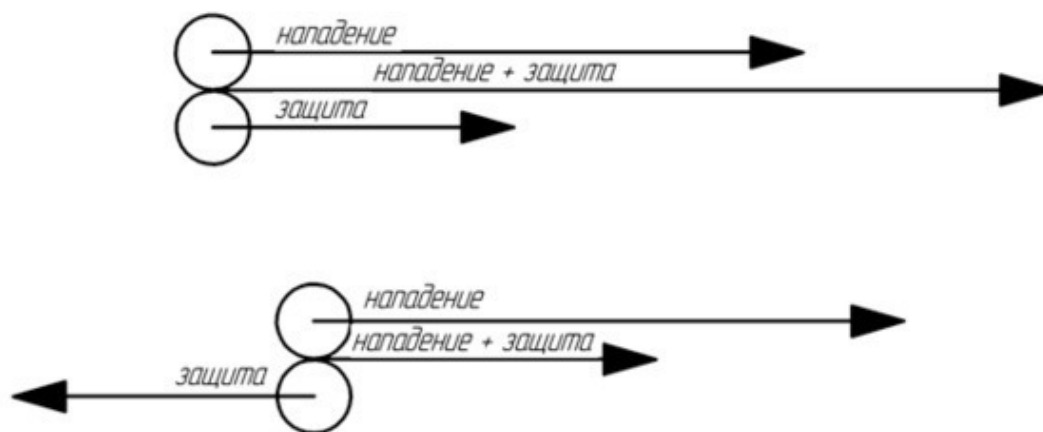 нападение
нападение + защита
защита
нападение
нападение + защита
защита